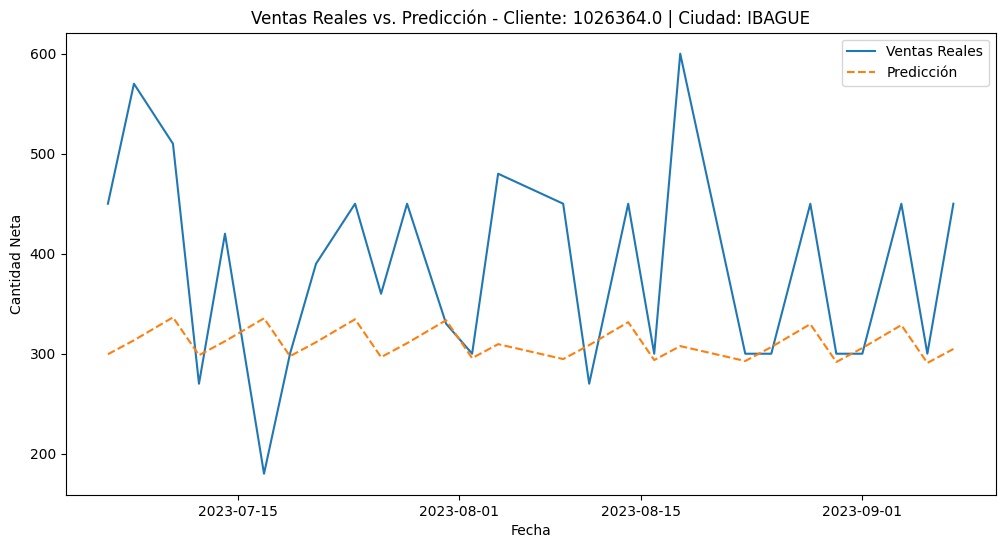 Ventas Reales vs. Predicción - Cliente: 1026364.0 | Ciudad: IBAGUE
Ventas Reales
Predicción
Cantidad Neta
600
500
400
300
200
2023-07-15
2023-08-01
2023-08-15
2023-09-01
Fecha